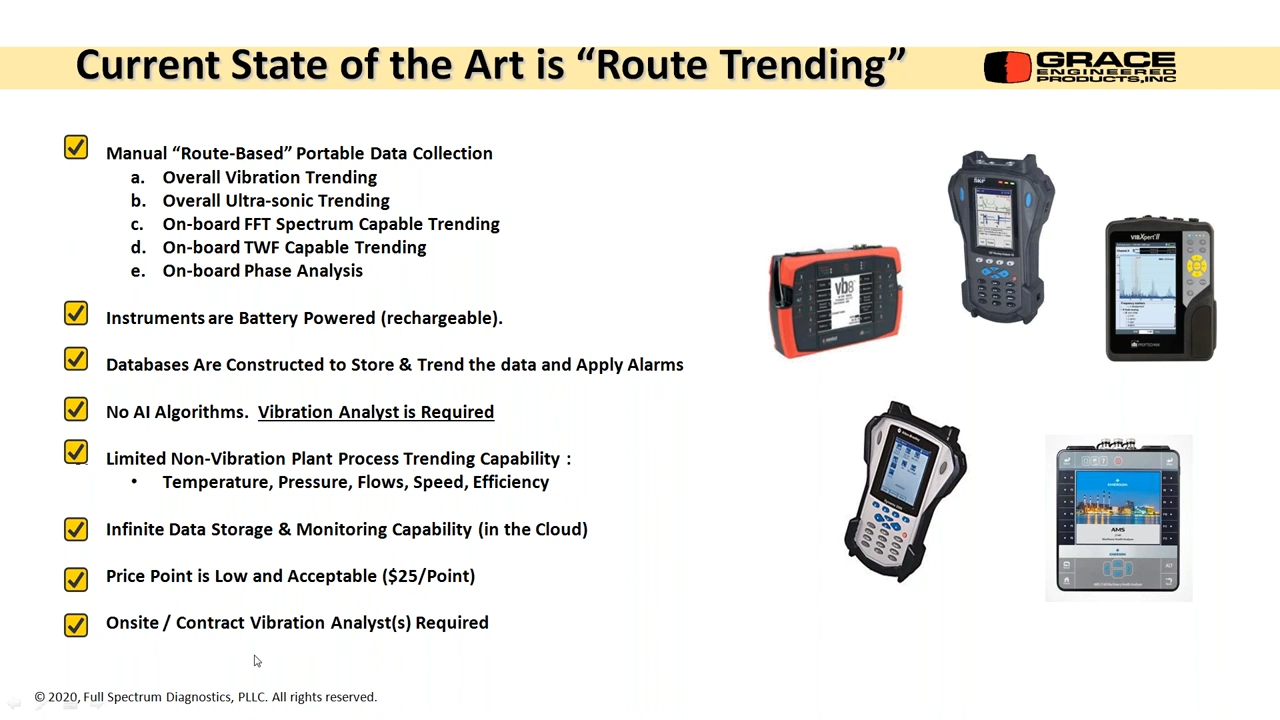 Current State of the Art is “Route Trending”
GRACE
ENGINEERED
PRODUCTS,INC
Manual “Route-Based” Portable Data Collection
a. Overall Vibration Trending
b. Overall Ultra-sonic Trending
c. On-board FFT Spectrum Capable Trending
d. On-board TWF Capable Trending
e. On-board Phase Analysis
Instruments are Battery Powered (rechargeable).
Databases Are Constructed to Store & Trend the data and Apply Alarms
No AI Algorithms. Vibration Analyst is Required
Limited Non-Vibration Plant Process Trending Capability :
• Temperature, Pressure, Flows, Speed, Efficiency
Infinite Data Storage & Monitoring Capability (in the Cloud)
Price Point is Low and Acceptable ($25/Point)
Onsite / Contract Vibration Analyst(s) Required
SKF
vb8
VIBXpert II
EMERSON
AMS
EMERSON
ALT
© 2020, Full Spectrum Diagnostics, PLLC. All rights reserved.